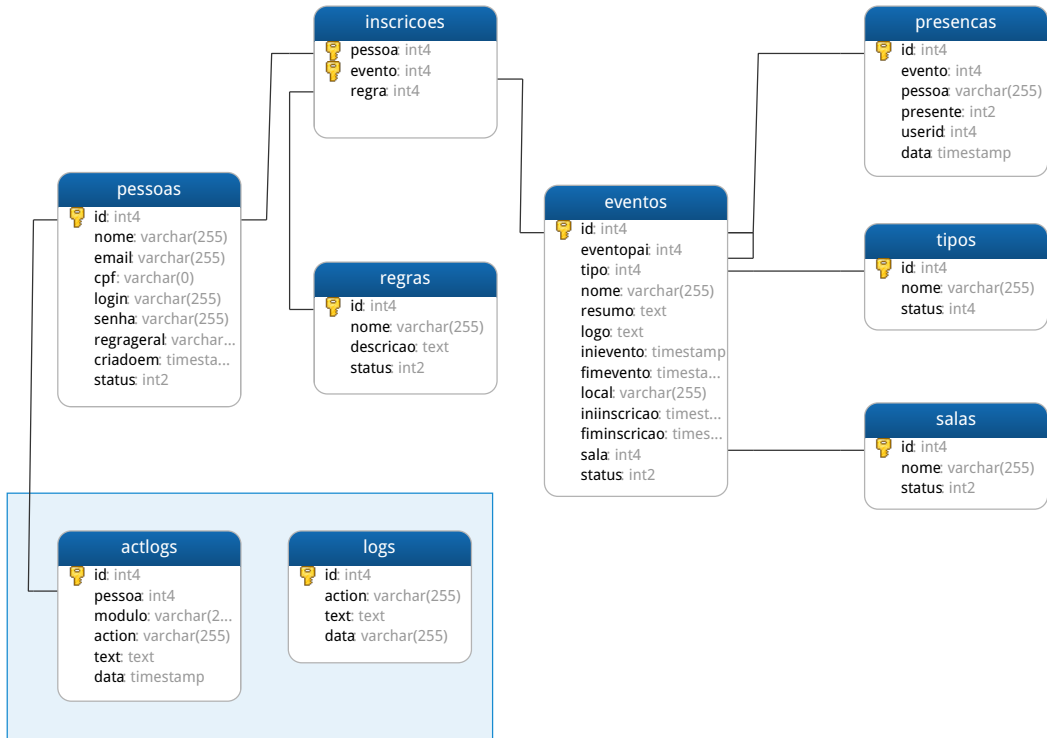 inscricoes
pessoa: int4
evento: int4
regra: int4
presencas
id: int4
evento: int4
pessoa: varchar(255)
presente: int2
userid: int4
data: timestamp
pessoas
id: int4
nome: varchar(255)
email: varchar(255)
cpf: varchar(0)
login: varchar(255)
senha: varchar(255)
regrageral: varchar...
criadoem: timesta...
status: int2
eventos
id: int4
eventopai: int4
tipo: int4
nome: varchar(255)
resumo: text
logo: text
inievento: timestamp
fimevento: timesta...
local: varchar(255)
iniinscricao: timest...
fiminscricao: times...
sala: int4
status: int2
tipos
id: int4
nome: varchar(255)
status: int4
regras
id: int4
nome: varchar(255)
descricao: text
status: int2
salas
id: int4
nome: varchar(255)
status: int2
actlogs
id: int4
pessoa: int4
modulo: varchar(2...
action: varchar(255)
text: text
data: timestamp
logs
id: int4
action: varchar(255)
text: text
data: varchar(255)